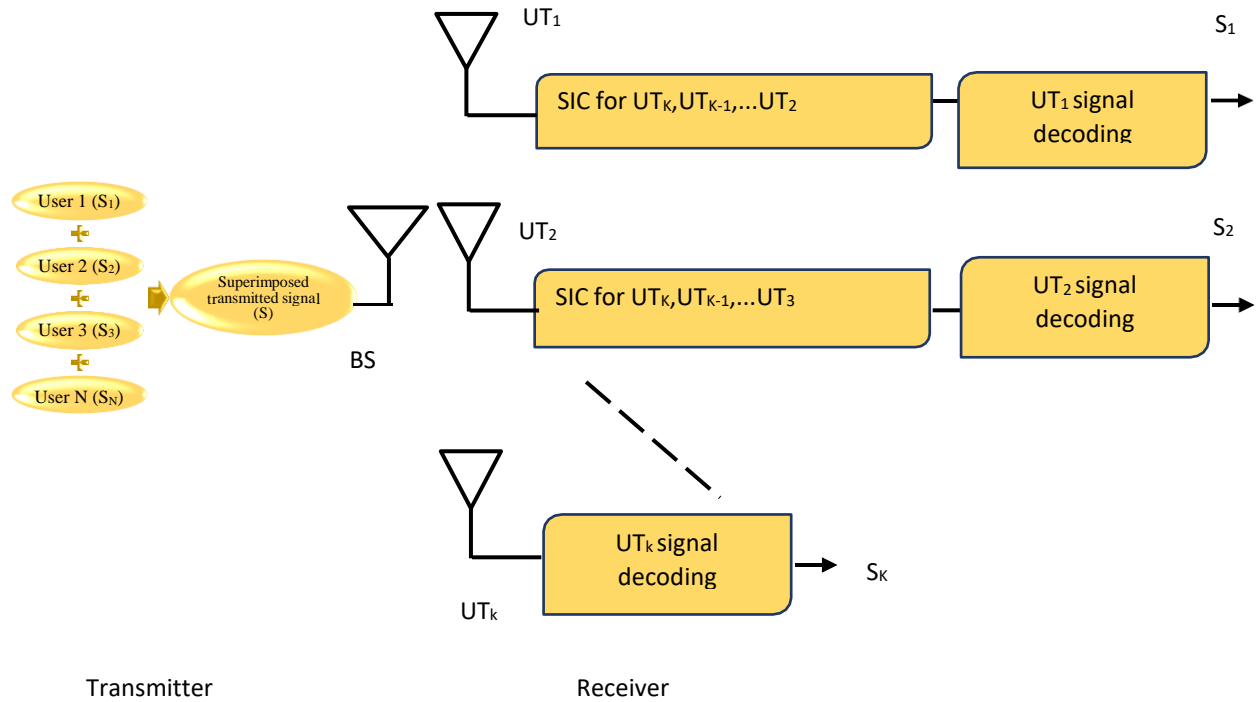 UT₁
S₁
SIC for UTK,UTK-1,...UT₂
UT₁ signal
decoding
User 1 (S₁)
+
User 2 (S₂)
+
User 3 (S₃)
+
User N (SN)
Superimposed
transmitted signal
(S)
BS
UT₂
S₂
SIC for UTK,UTK-1,...UT₃
UT₂ signal
decoding
UTk signal
decoding
SK
UTk
Transmitter
Receiver